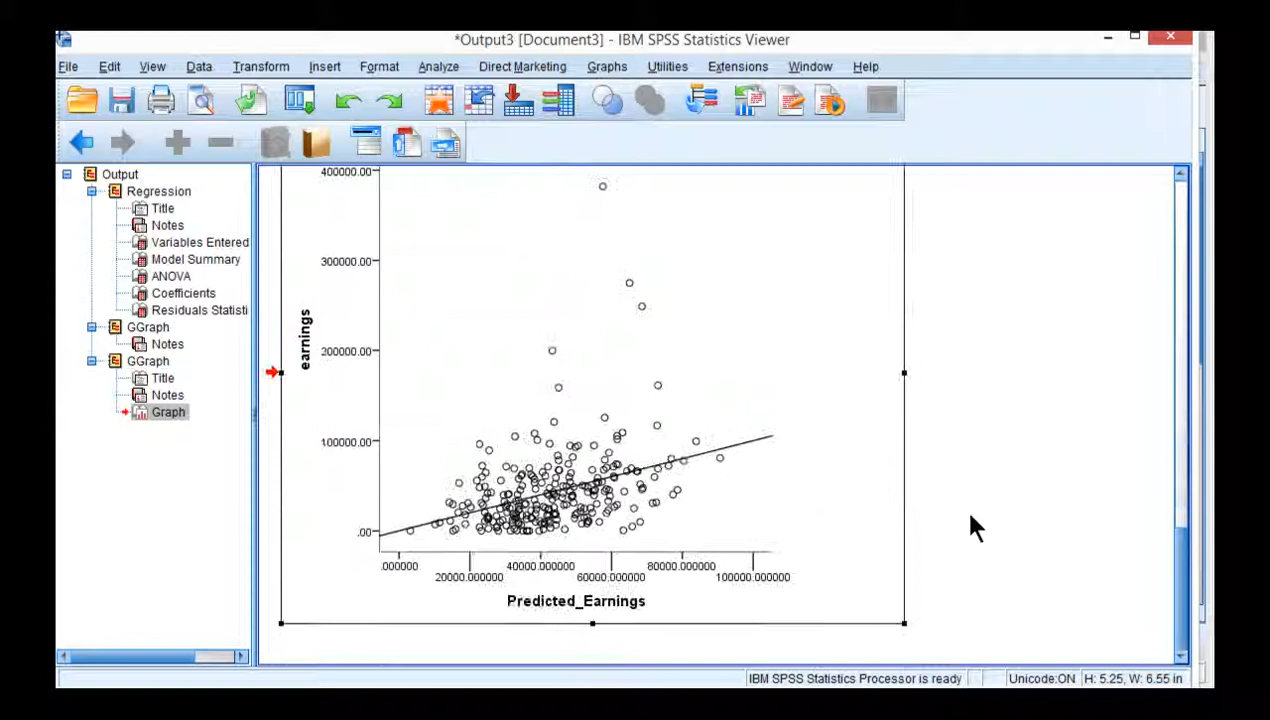 *Output3 [Document3] - IBM SPSS Statistics Viewer
File Edit View Data Transform Insert Format Analyze Direct Marketing Graphs Utilities Extensions Window Help
Output
Regression
Title
Notes
Variables Entered
Model Summary
ANOVA
Coefficients
Residuals Statisti
GGraph
Notes
GGraph
Title
Notes
Graph
400000.00
300000.00
200000.00
100000.00
.00
earnings
.000000
20000.000000
40000.000000
60000.000000
80000.000000
100000.000000
Predicted_Earnings
IBM SPSS Statistics Processor is ready Unicode:ON H: 5.25, W: 6.55 in